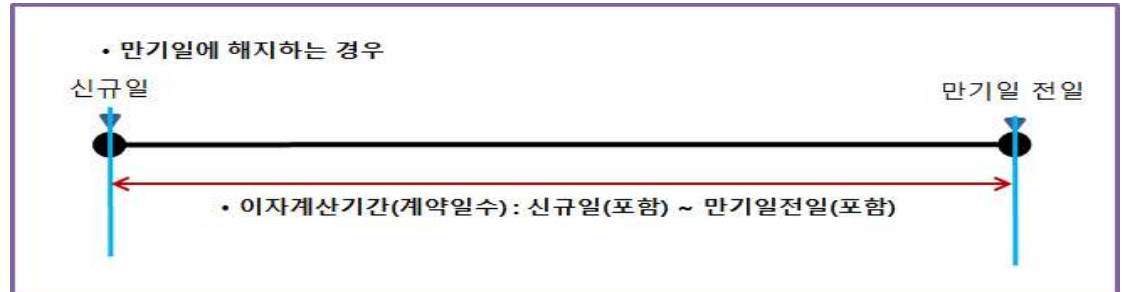 • 만기일에 해지하는 경우
신규일
만기일 전일
• 이자계산기간(계약일수) : 신규일(포함) ~ 만기일전일(포함)